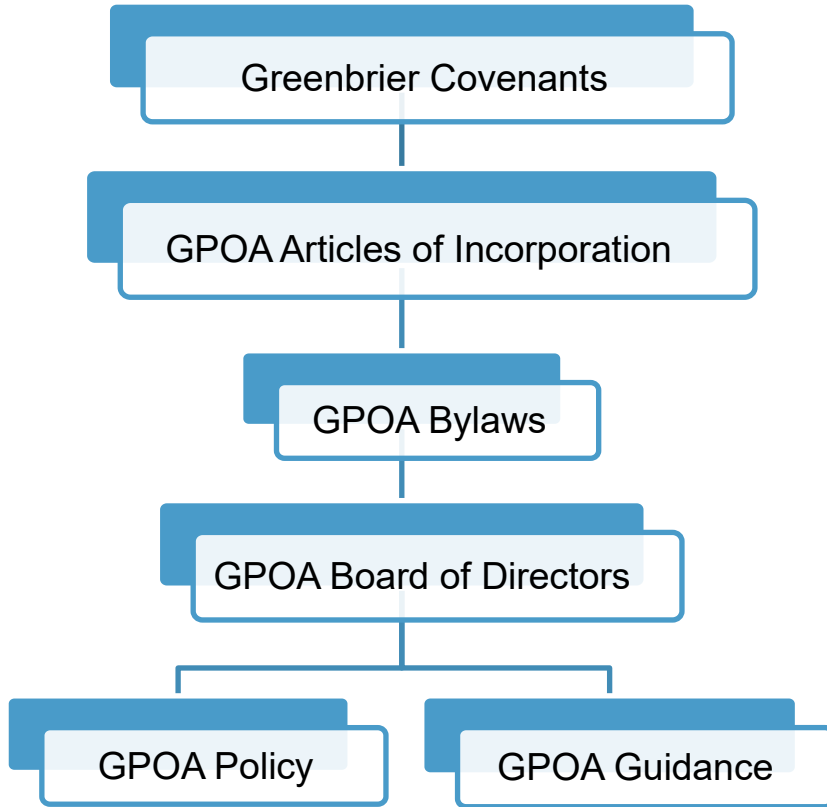 Greenbrier Covenants
GPOA Articles of Incorporation
GPOA Bylaws
GPOA Board of Directors
GPOA Policy
GPOA Guidance